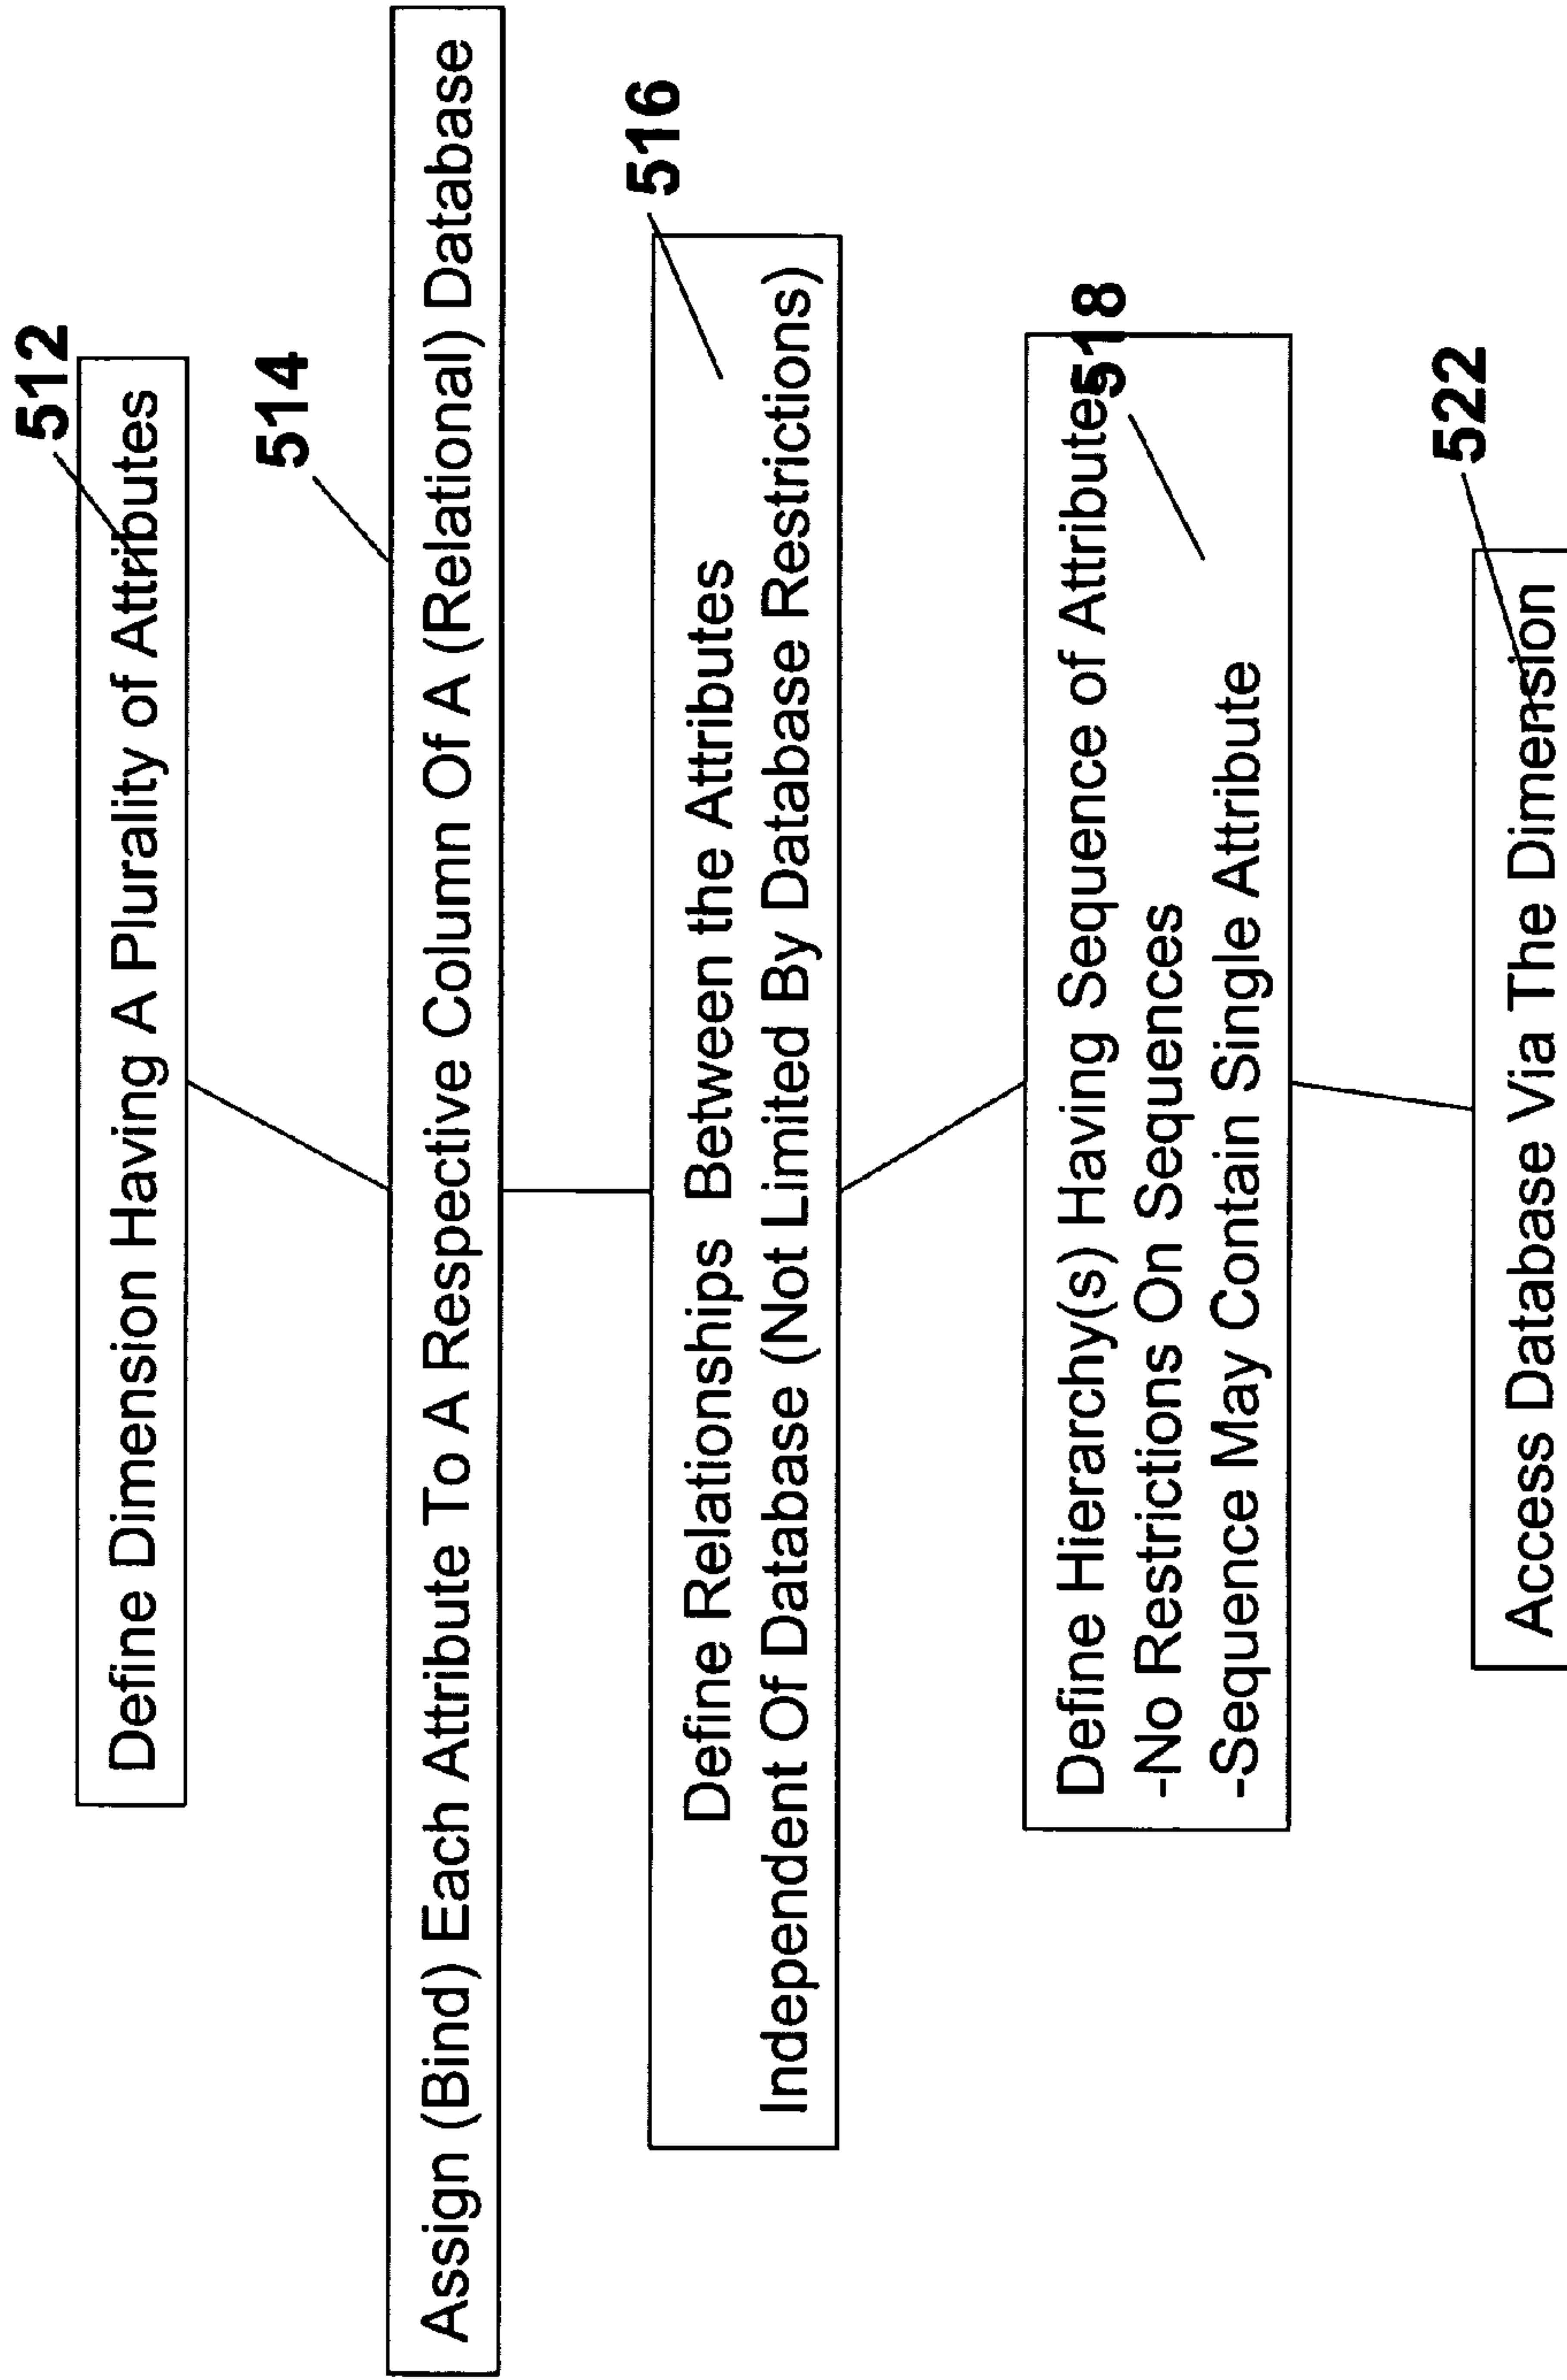 512
Define Dimension Having A Plurality of Attributes
514
Assign (Bind) Each Attribute To A Respective Column Of A (Relational) Database
516
Define Relationships Between the Attributes
Independent Of Database (Not Limited By Database Restrictions)
518
Define Hierarchy(s) Having Sequence of Attributes
-No Restrictions On Sequences
-Sequence May Contain Single Attribute
522
Access Database Via The Dimension